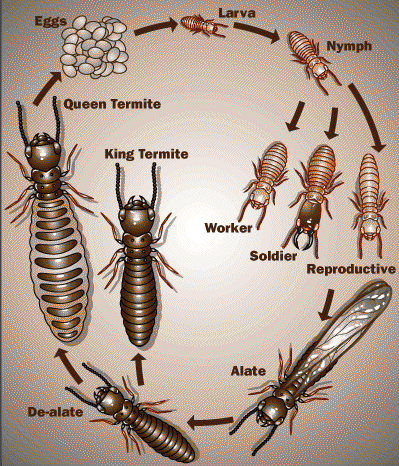 Eggs
Larva
Nymph
Queen Termite
King Termite
Worker
Soldier
Reproductive
Alate
De-alate